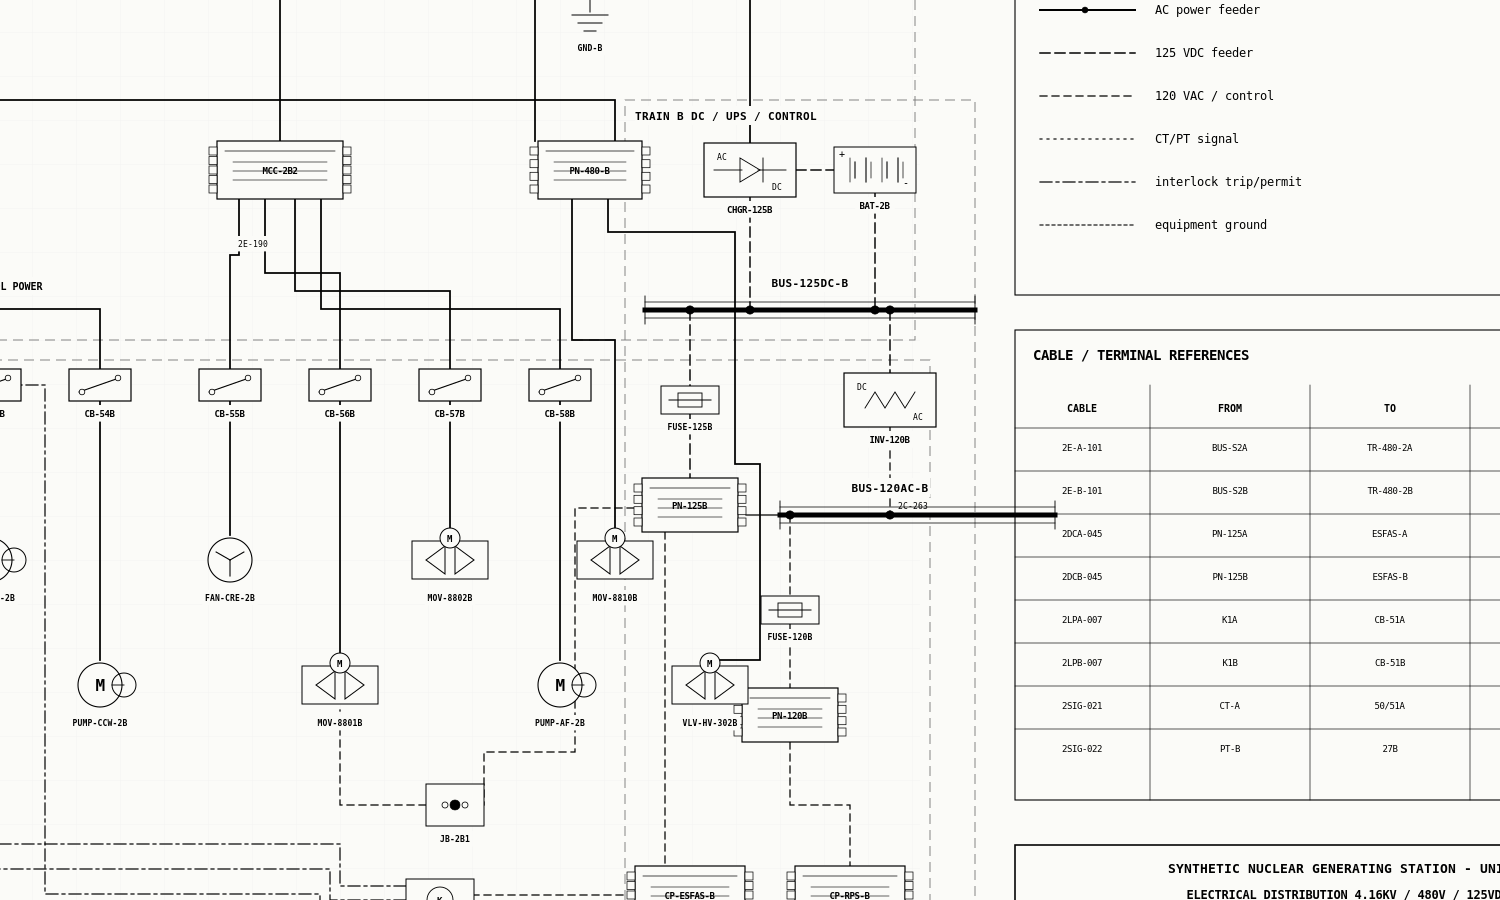 AC power feeder
GND-B
125 VDC feeder
120 VAC / control
TRAIN B DC / UPS / CONTROL
CT/PT signal
AC
DC
+
-
MCC-2B2
PN-480-B
interlock trip/permit
CHGR-125B
BAT-2B
equipment ground
2E-190
L POWER
BUS-125DC-B
CABLE / TERMINAL REFERENCES
B
CB-54B
CB-55B
CB-56B
CB-57B
CB-58B
FUSE-125B
DC
AC
INV-120B
CABLE FROM TO
2E-A-101 BUS-S2A TR-480-2A
2E-B-101 BUS-S2B TR-480-2B
2DCA-045 PN-125A ESFAS-A
2DCB-045 PN-125B ESFAS-B
2LPA-007 K1A CB-51A
2LPB-007 K1B CB-51B
2SIG-021 CT-A 50/51A
2SIG-022 PT-B 27B
BUS-120AC-B
2C-263
PN-125B
M
M
-2B
FAN-CRE-2B
MOV-8802B
MOV-8810B
FUSE-120B
M
M
M
M
PUMP-CCW-2B
MOV-8801B
PUMP-AF-2B
VLV-HV-302B
PN-120B
JB-2B1
K
CP-ESFAS-B
CP-RPS-B
SYNTHETIC NUCLEAR GENERATING STATION - UNI
ELECTRICAL DISTRIBUTION 4.16KV / 480V / 125VD